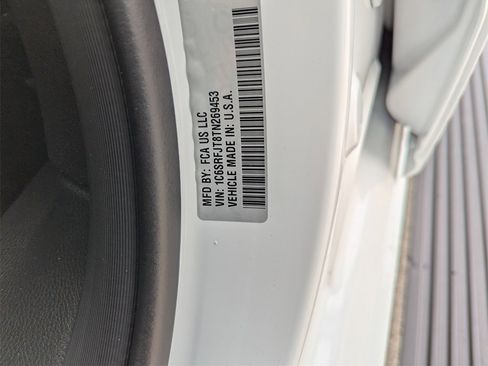 MFD BY: FCA US LLC
VIN: 1C6SRFJT8TN269453
VEHICLE MADE IN: U.S.A.